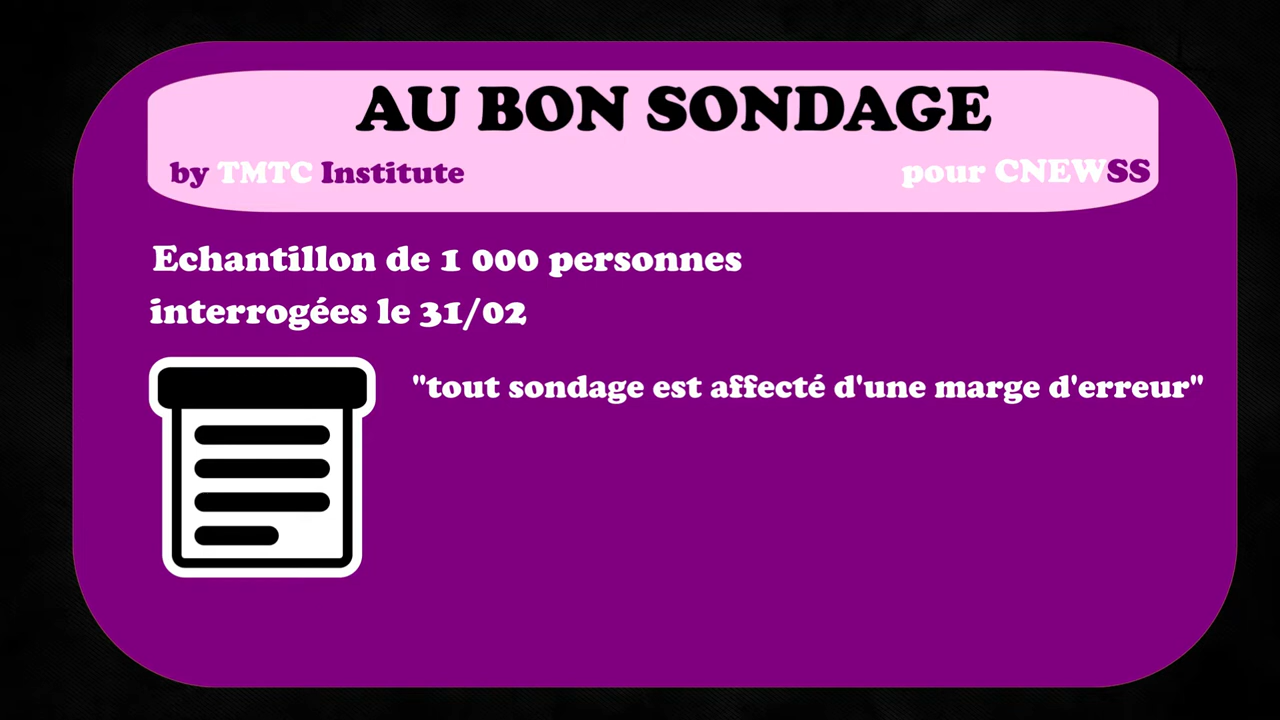 AU BON SONDAGE
by TMTC Institute
pour CNEWSS
Echantillon de 1 000 personnes
interrogées le 31/02
"tout sondage est affecté d'une marge d'erreur"